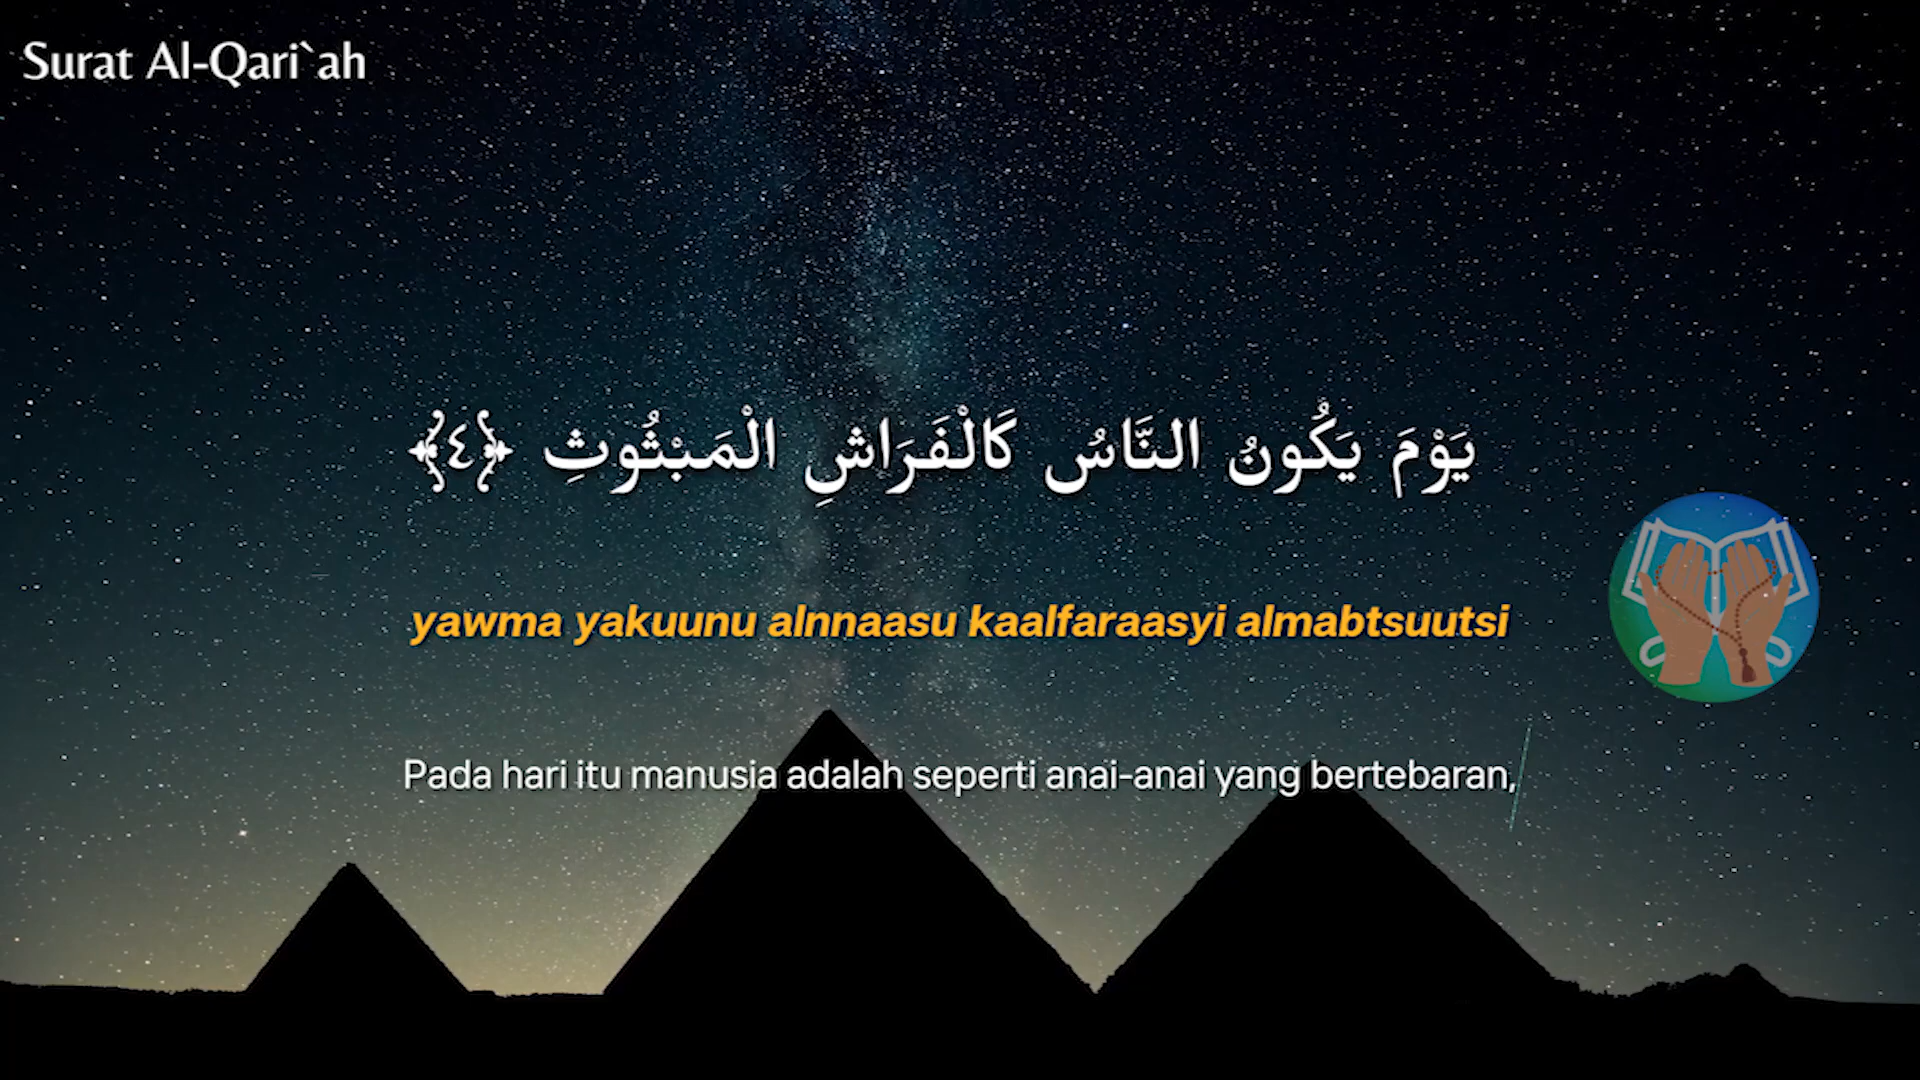 Surat Al-Qari`ah
يَوْمَ يَكُونُ النَّاسُ كَالْفَرَاشِ الْمَبْثُوثِ ﴿٤﴾
yawma yakuunu alnnaasu kaalfaraasyi almabtsuutsi
Pada hari itu manusia adalah seperti anai-anai yang bertebaran,